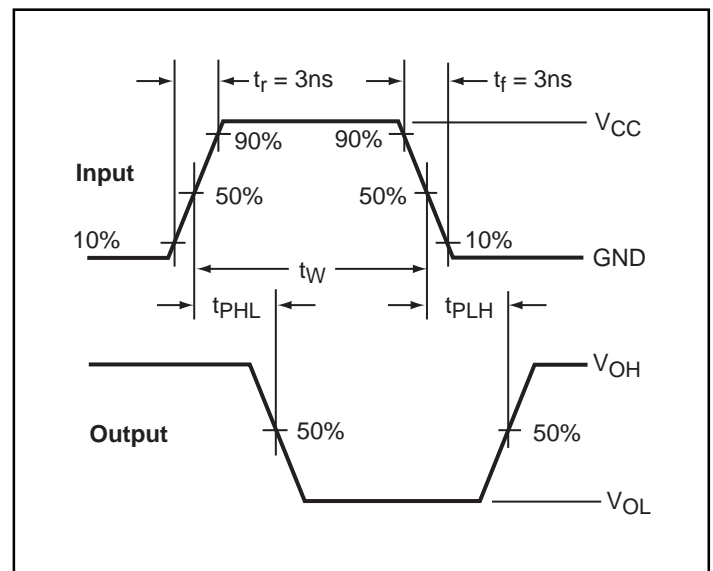 tr = 3ns
tf = 3ns
VCC
90%
90%
Input
50%
50%
10%
10%
GND
tW
tPHL
tPLH
VOH
Output
50%
50%
VOL